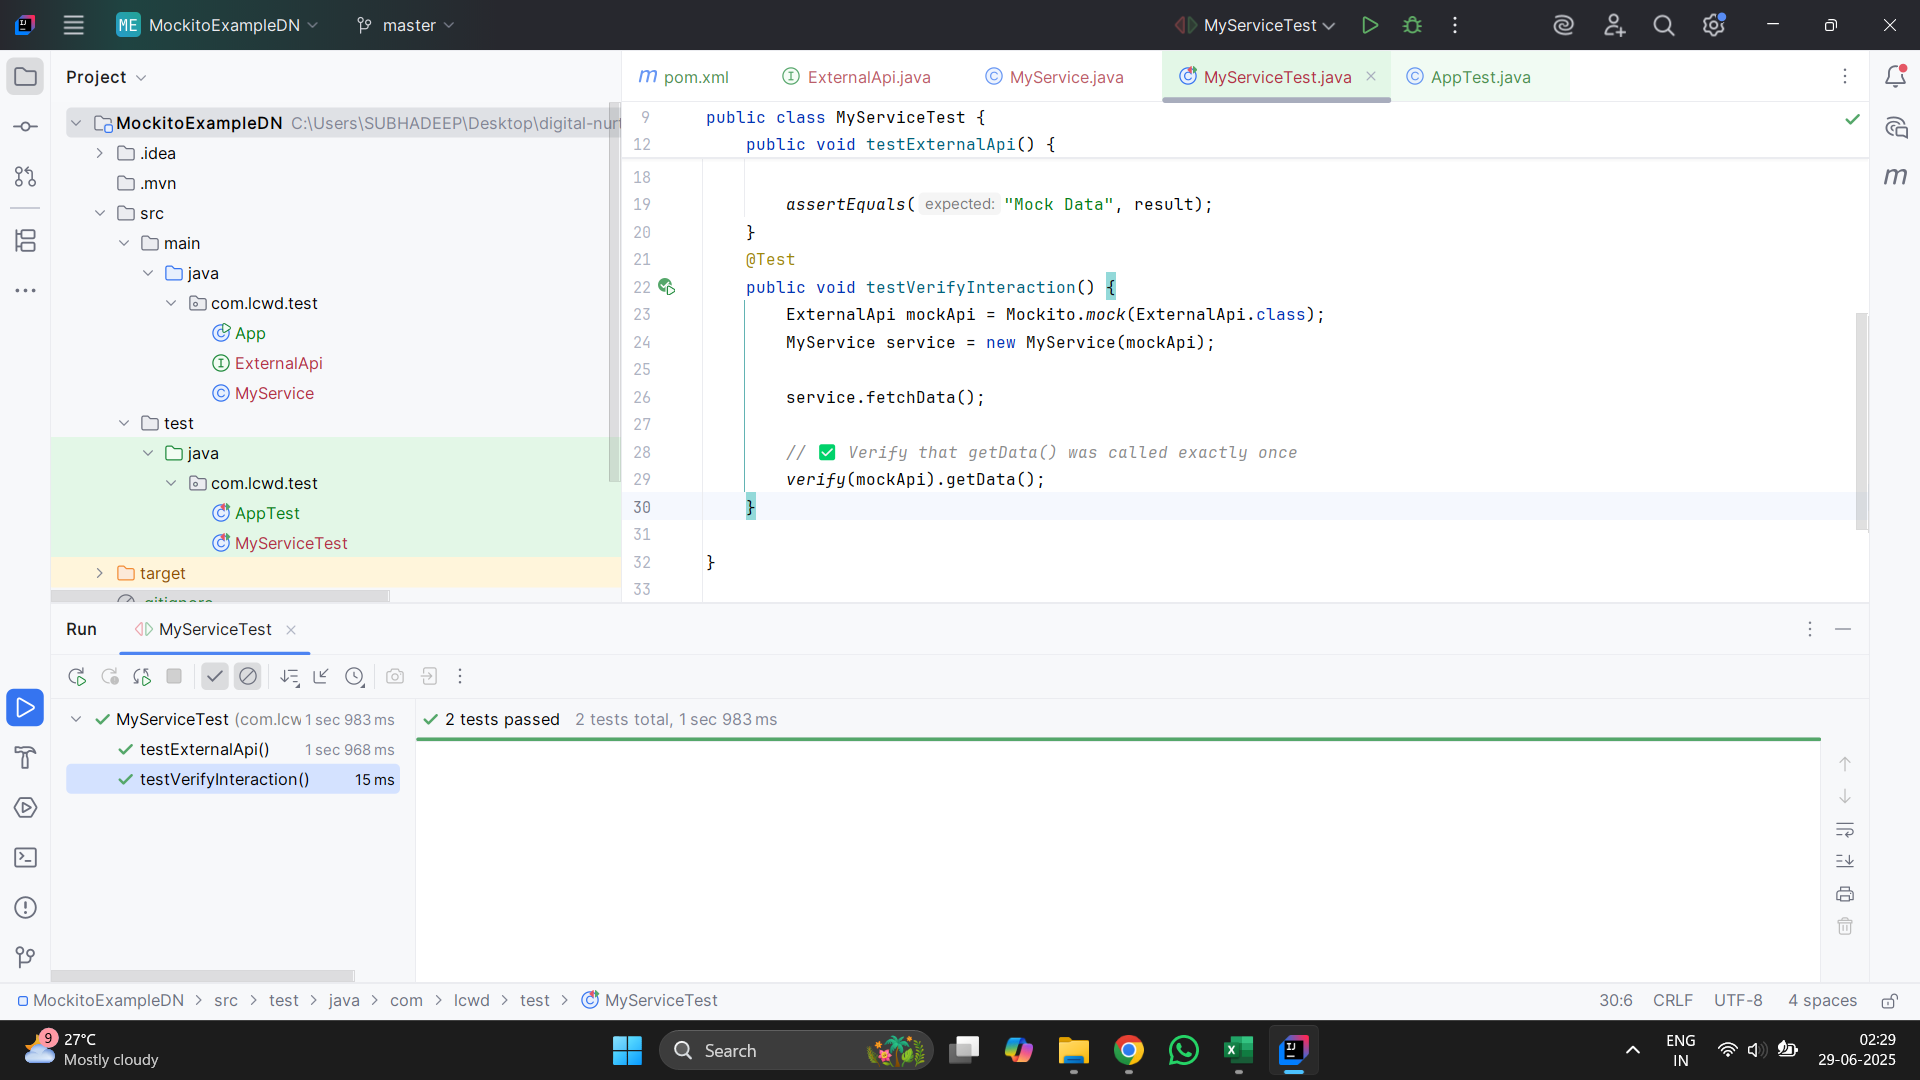 ME MockitoExampleDN master MyServiceTest
Project
MockitoExampleDN C:\Users\SUBHADEEP\Desktop\digital-nurt
.idea
.mvn
src
main
java
com.lcwd.test
App
ExternalApi
MyService
test
java
com.lcwd.test
AppTest
MyServiceTest
target
.gitignore
pom.xml ExternalApi.java MyService.java MyServiceTest.java AppTest.java
9 public class MyServiceTest {
12 public void testExternalApi() {
18
19 assertEquals( expected: "Mock Data", result);
20 }
21 @Test
22 public void testVerifyInteraction() {
23 ExternalApi mockApi = Mockito.mock(ExternalApi.class);
24 MyService service = new MyService(mockApi);
25
26 service.fetchData();
27
28 // ✅ Verify that getData() was called exactly once
29 verify(mockApi).getData();
30 }
31
32 }
33
Run MyServiceTest
MyServiceTest (com.lcw 1 sec 983 ms
testExternalApi() 1 sec 968 ms
testVerifyInteraction() 15 ms
2 tests passed 2 tests total, 1 sec 983 ms
MockitoExampleDN > src > test > java > com > lcwd > test > MyServiceTest 30:6 CRLF UTF-8 4 spaces
9 27°C
Mostly cloudy
Search
ENG
IN
02:29
29-06-2025